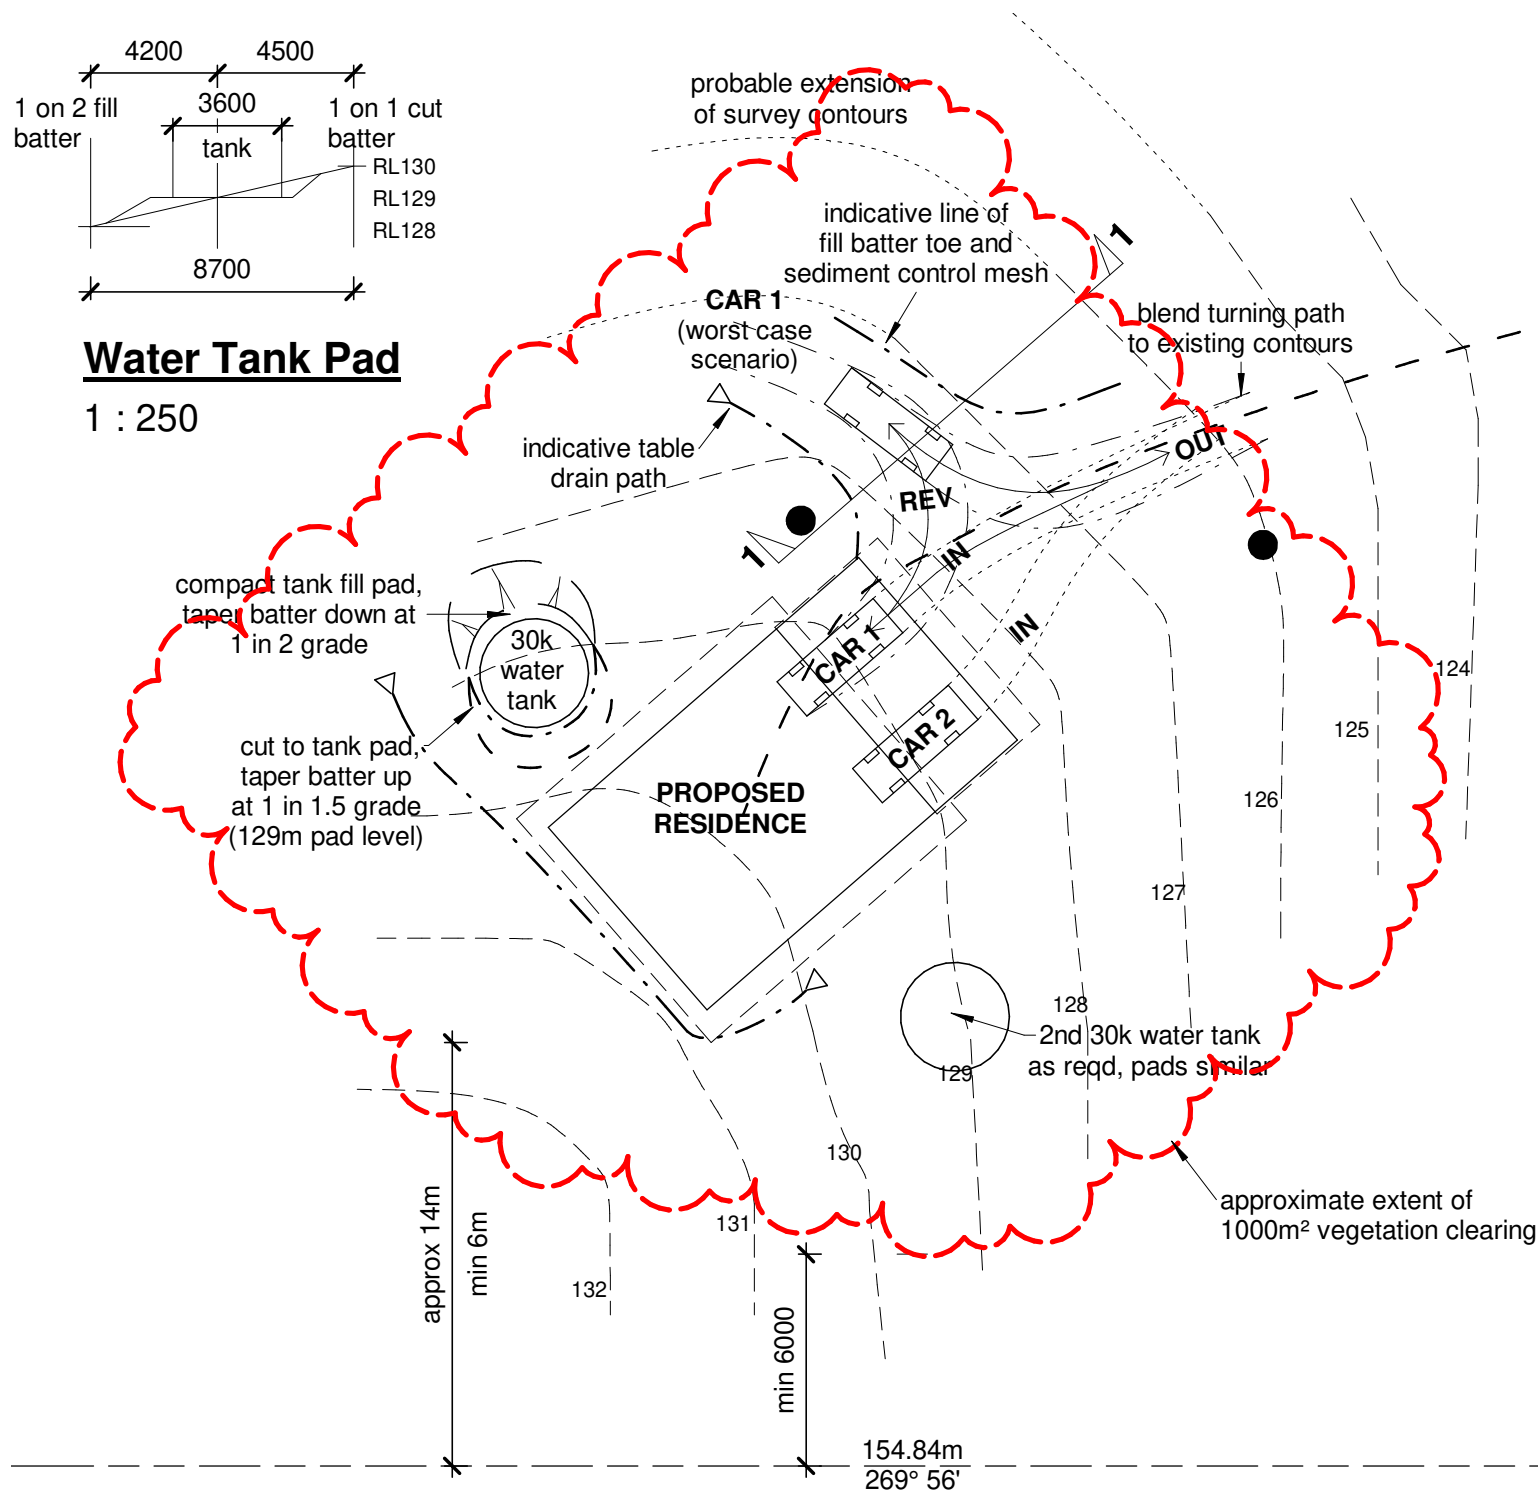 4200
4500
1 on 2 fill
batter
3600
tank
1 on 1 cut
batter
RL130
RL129
RL128
8700
Water Tank Pad
1 : 250
probable extension
of survey contours
indicative line of
fill batter toe and
sediment control mesh
1
CAR 1
(worst case
scenario)
blend turning path
to existing contours
indicative table
drain path
OUT
REV
1
IN
IN
compact tank fill pad,
taper batter down at
1 in 2 grade
30k
water
tank
CAR 1
CAR 2
cut to tank pad,
taper batter up
at 1 in 1.5 grade
(129m pad level)
PROPOSED
RESIDENCE
124
125
126
127
128
2nd 30k water tank
as reqd, pads similar
129
130
131
132
approximate extent of
1000m² vegetation clearing
approx 14m
min 6m
min 6000
154.84m
269° 56'